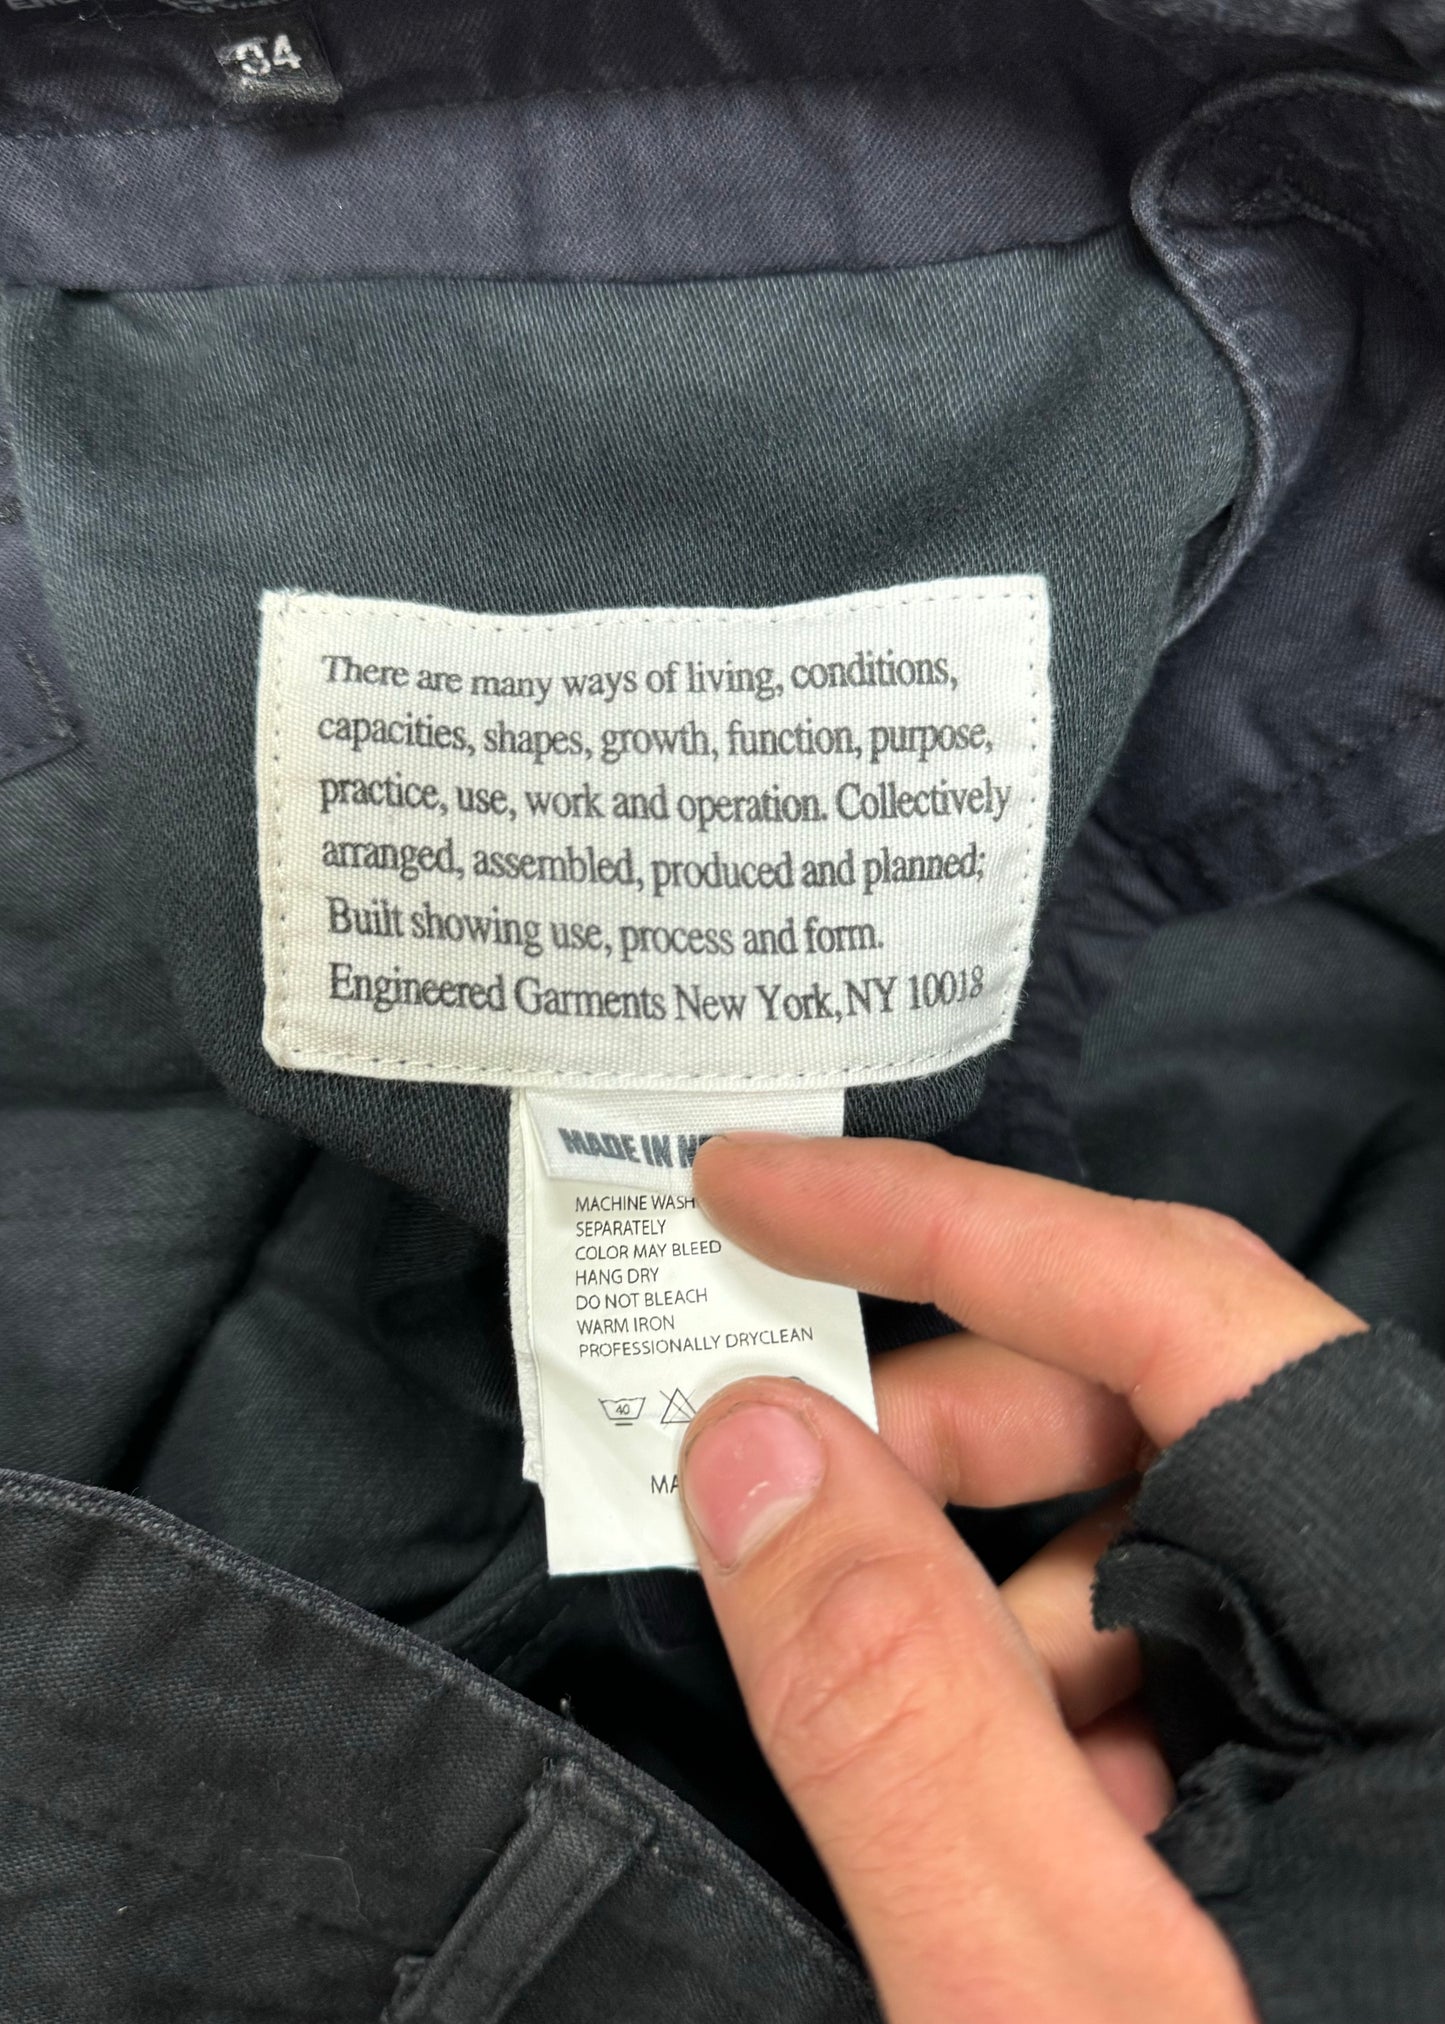 34
There are many ways of living, conditions,
capacities, shapes, growth, function, purpose,
practice, use, work and operation. Collectively
arranged, assembled, produced and planned;
Built showing use, process and form.
Engineered Garments New York, NY 10018
MADE IN
MACHINE WASH
SEPARATELY
COLOR MAY BLEED
HANG DRY
DO NOT BLEACH
WARM IRON
PROFESSIONALLY DRYCLEAN
40